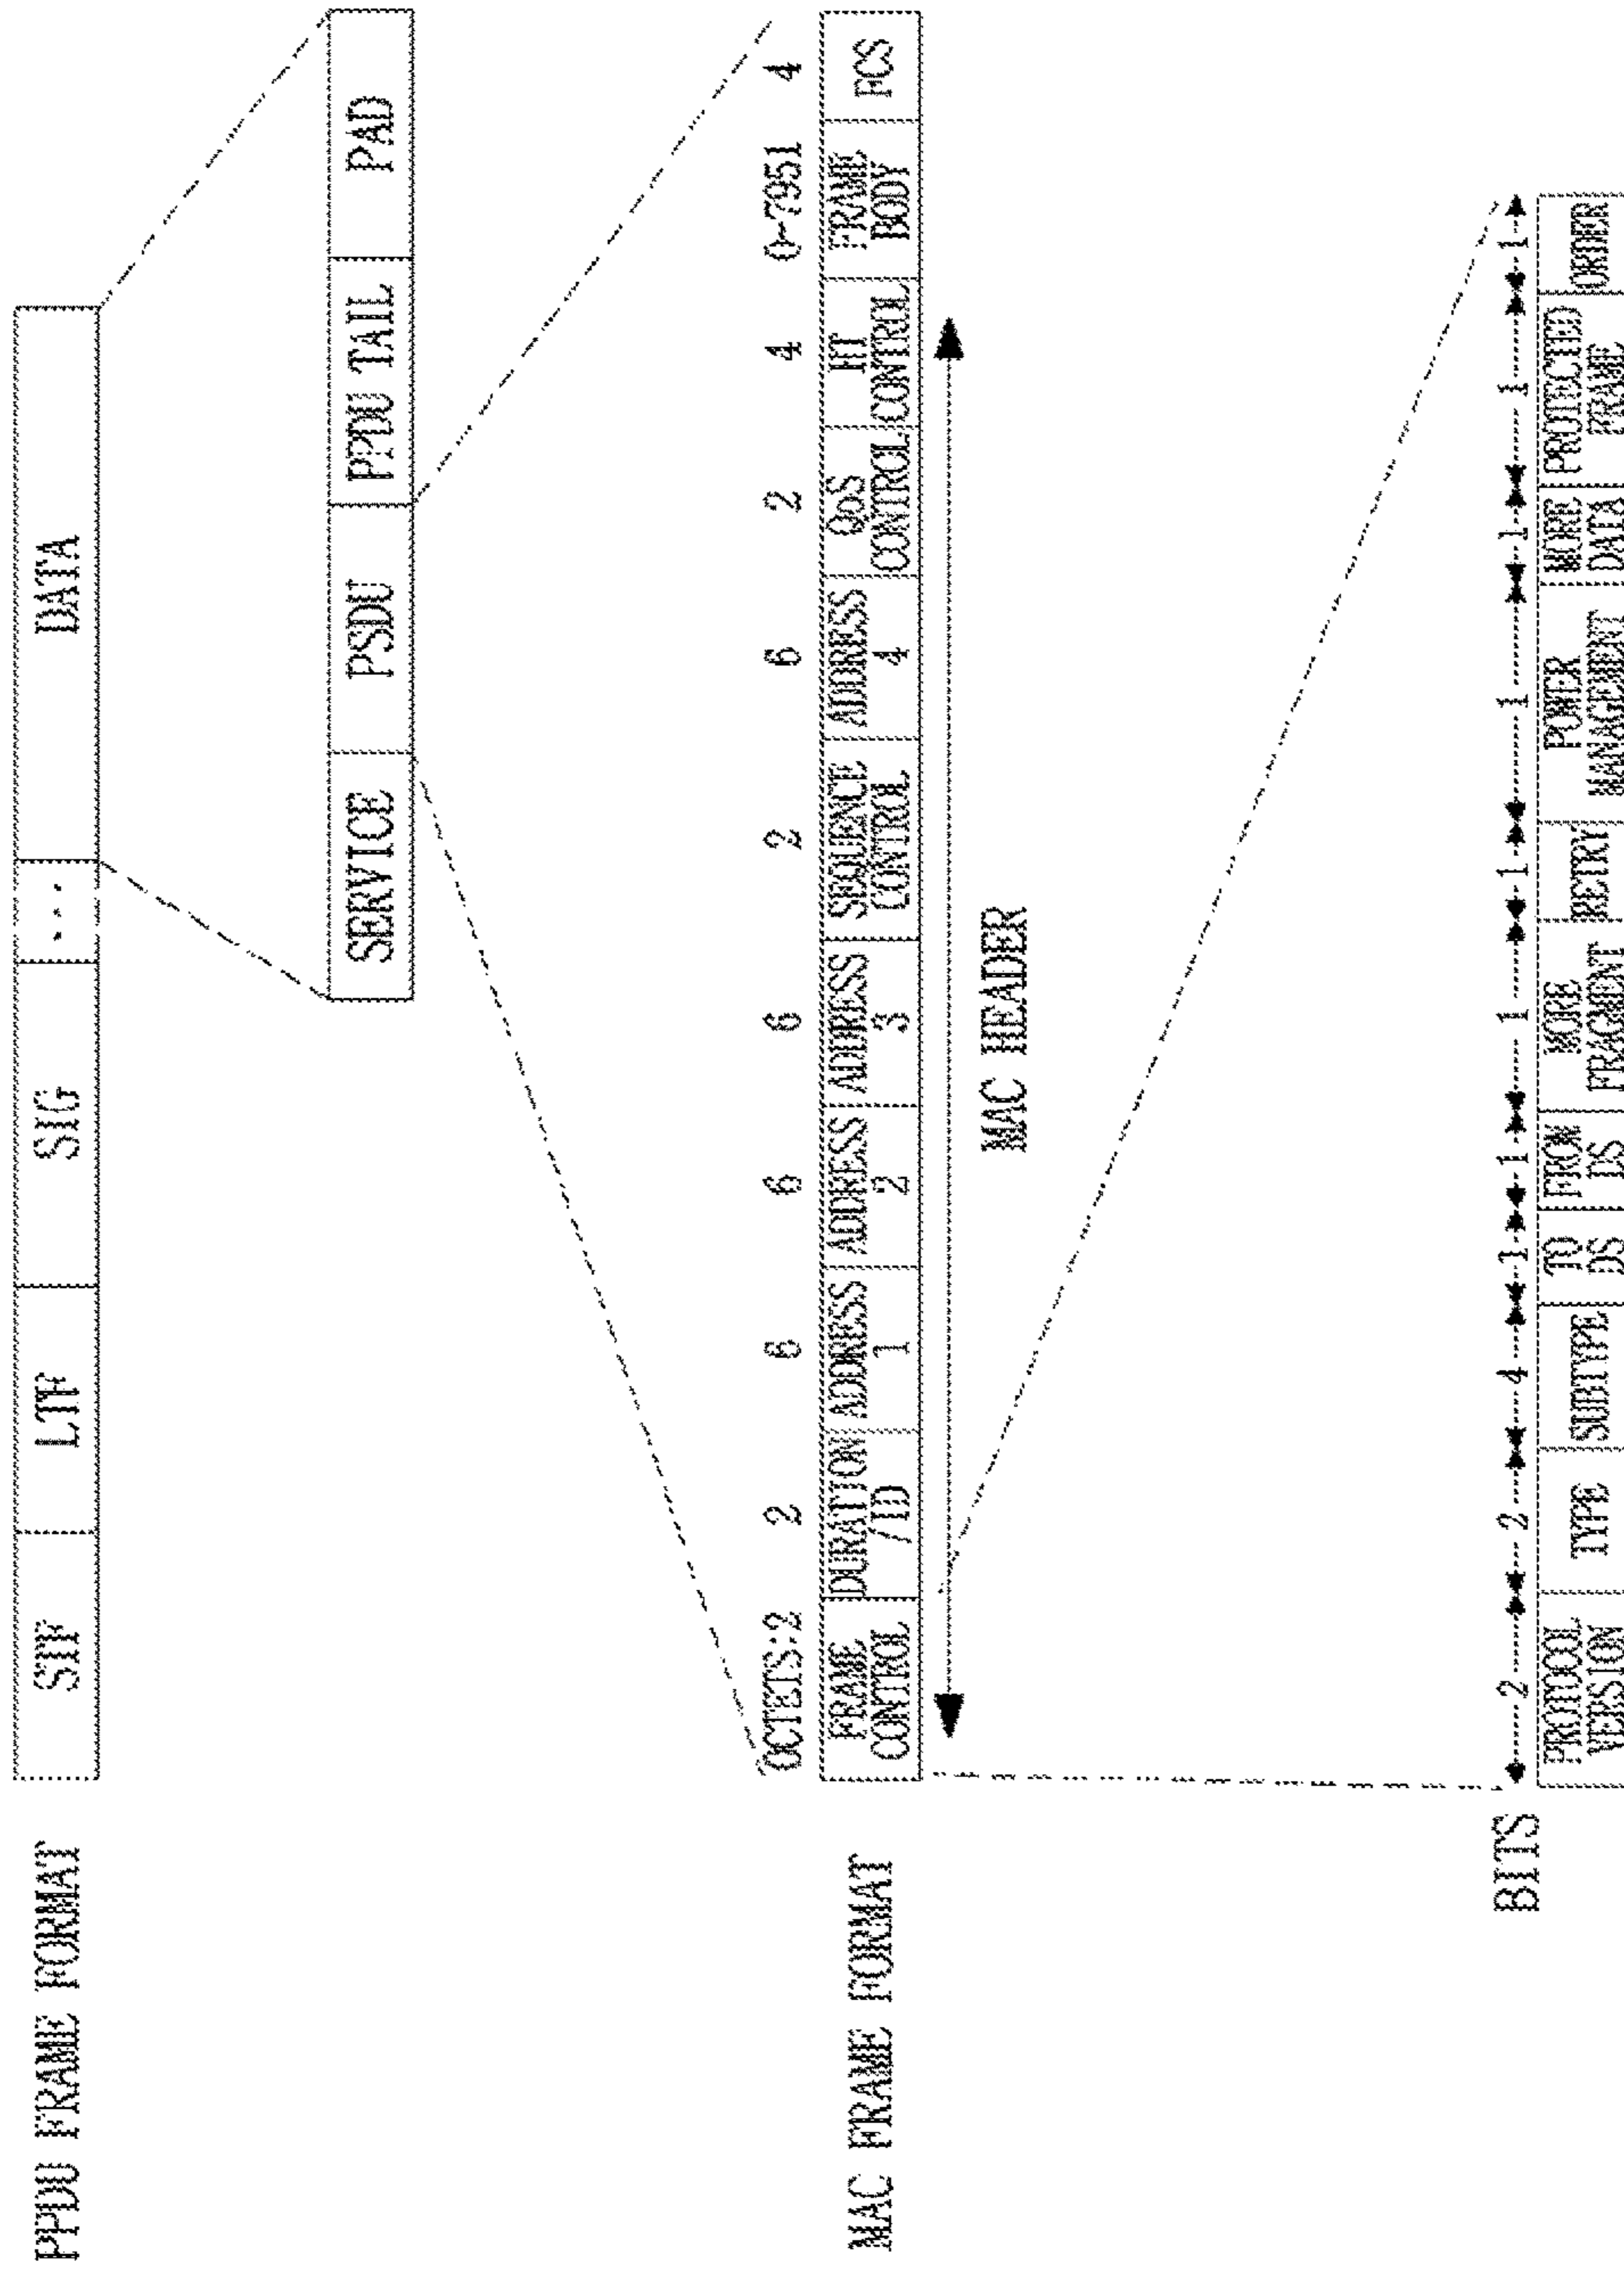 PPDU FRAME FORMAT
STF LTF SIG ... DATA
SERVICE PSDU PPDU TAIL PAD
MAC FRAME FORMAT
OCTETS:2 2 6 6 6 2 6 2 4 0~7951 4
FRAME CONTROL
DURATION /ID
ADDRESS 1
ADDRESS 2
ADDRESS 3
SEQUENCE CONTROL
ADDRESS 4
QoS CONTROL
HT CONTROL
FRAME BODY
FCS
MAC HEADER
BITS
2 2 4 1 1 1 1 1 1 1 1
PROTOCOL VERSION
TYPE
SUBTYPE
TO DS
FROM DS
MORE FRAGMENT
RETRY
POWER MANAGEMENT
MORE DATA
PROTECTED FRAME
ORDER